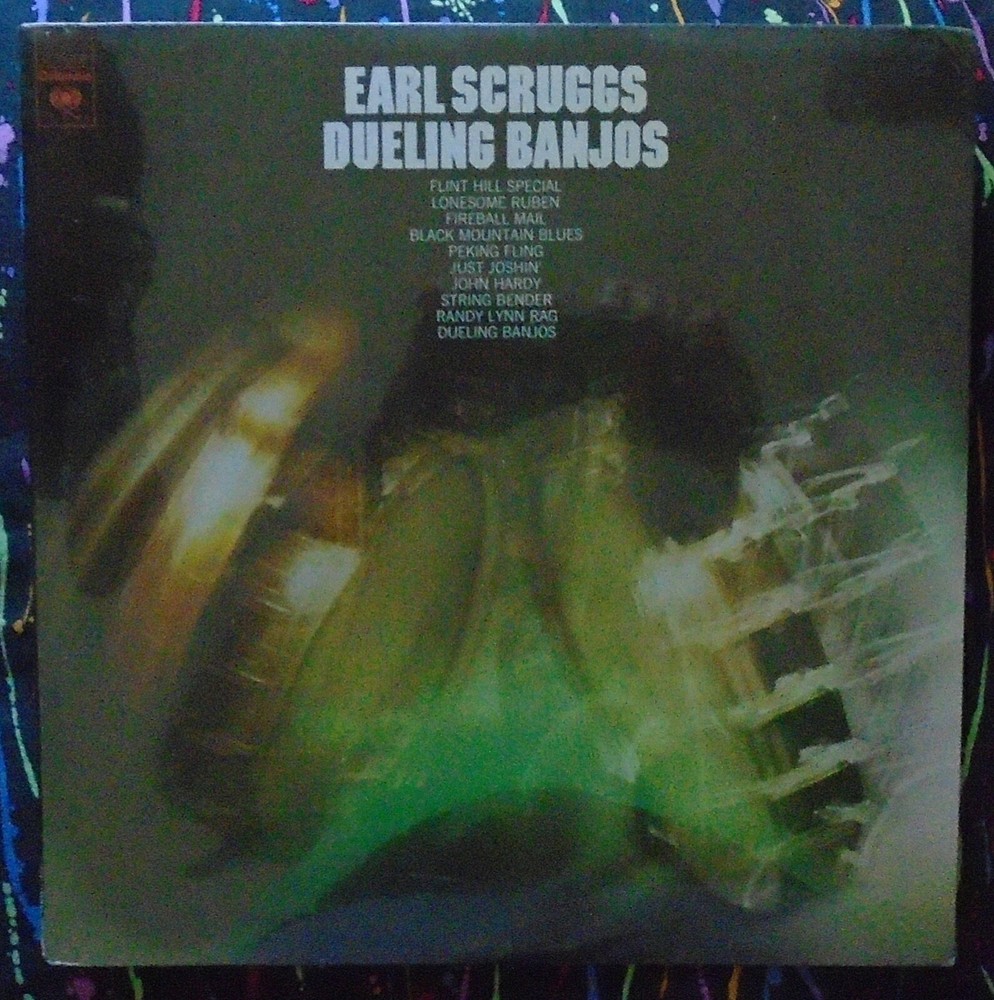 Columbia
EARL SCRUGGS
DUELING BANJOS
FLINT HILL SPECIAL
LONESOME RUBEN
FIREBALL MAIL
BLACK MOUNTAIN BLUES
PEKING FLING
JUST JOSHIN'
JOHN HARDY
STRING BENDER
RANDY LYNN RAG
DUELING BANJOS